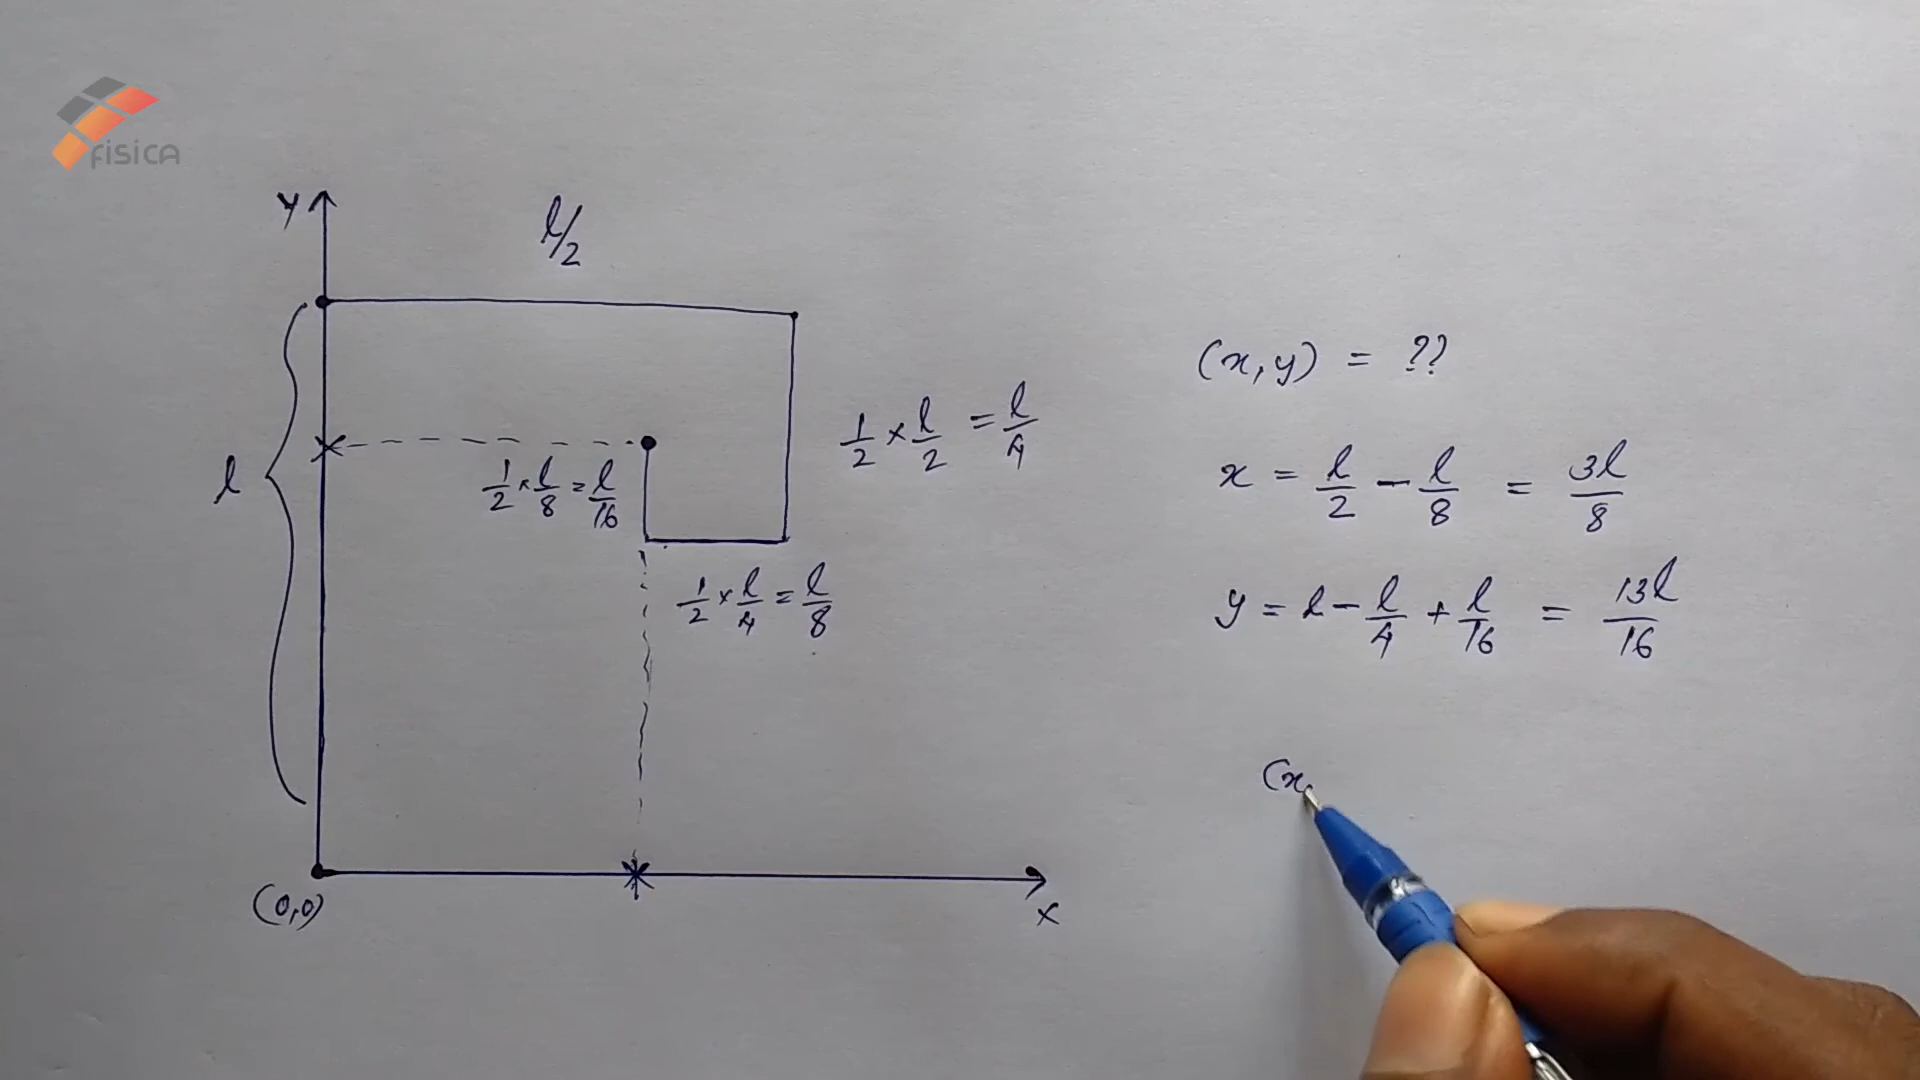 fisica
y
l/2
l
1/2 × l/2 = l/4
1/2 × l/8 = l/16
1/2 × l/4 = l/8
(0,0)
x
(x,y) = ??
x = l/2 - l/8 = 3l/8
y = l - l/4 + l/16 = 13l/16
(x,